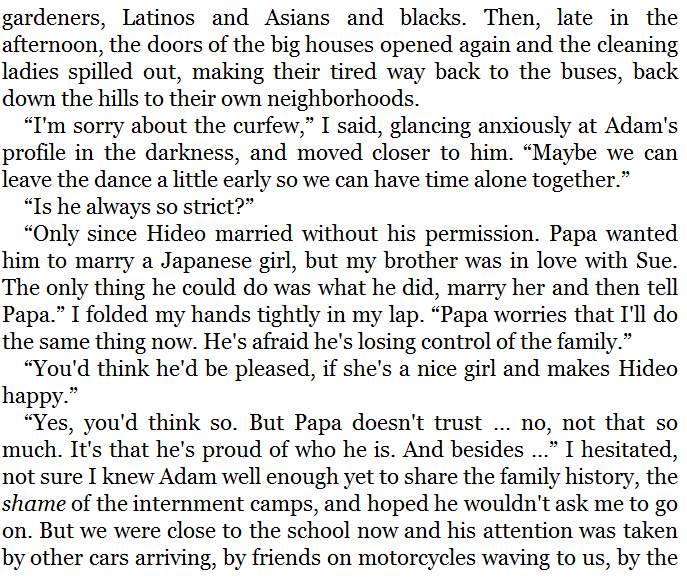 gardeners, Latinos and Asians and blacks. Then, late in the
afternoon, the doors of the big houses opened again and the cleaning
ladies spilled out, making their tired way back to the buses, back
down the hills to their own neighborhoods.
“I'm sorry about the curfew,” I said, glancing anxiously at Adam's
profile in the darkness, and moved closer to him. “Maybe we can
leave the dance a little early so we can have time alone together.”
“Is he always so strict?”
“Only since Hideo married without his permission. Papa wanted
him to marry a Japanese girl, but my brother was in love with Sue.
The only thing he could do was what he did, marry her and then tell
Papa.” I folded my hands tightly in my lap. “Papa worries that I'll do
the same thing now. He's afraid he's losing control of the family.”
“You'd think he'd be pleased, if she's a nice girl and makes Hideo
happy.”
“Yes, you'd think so. But Papa doesn't trust ... no, not that so
much. It's that he's proud of who he is. And besides ...” I hesitated,
not sure I knew Adam well enough yet to share the family history, the
shame of the internment camps, and hoped he wouldn't ask me to go
on. But we were close to the school now and his attention was taken
by other cars arriving, by friends on motorcycles waving to us, by the